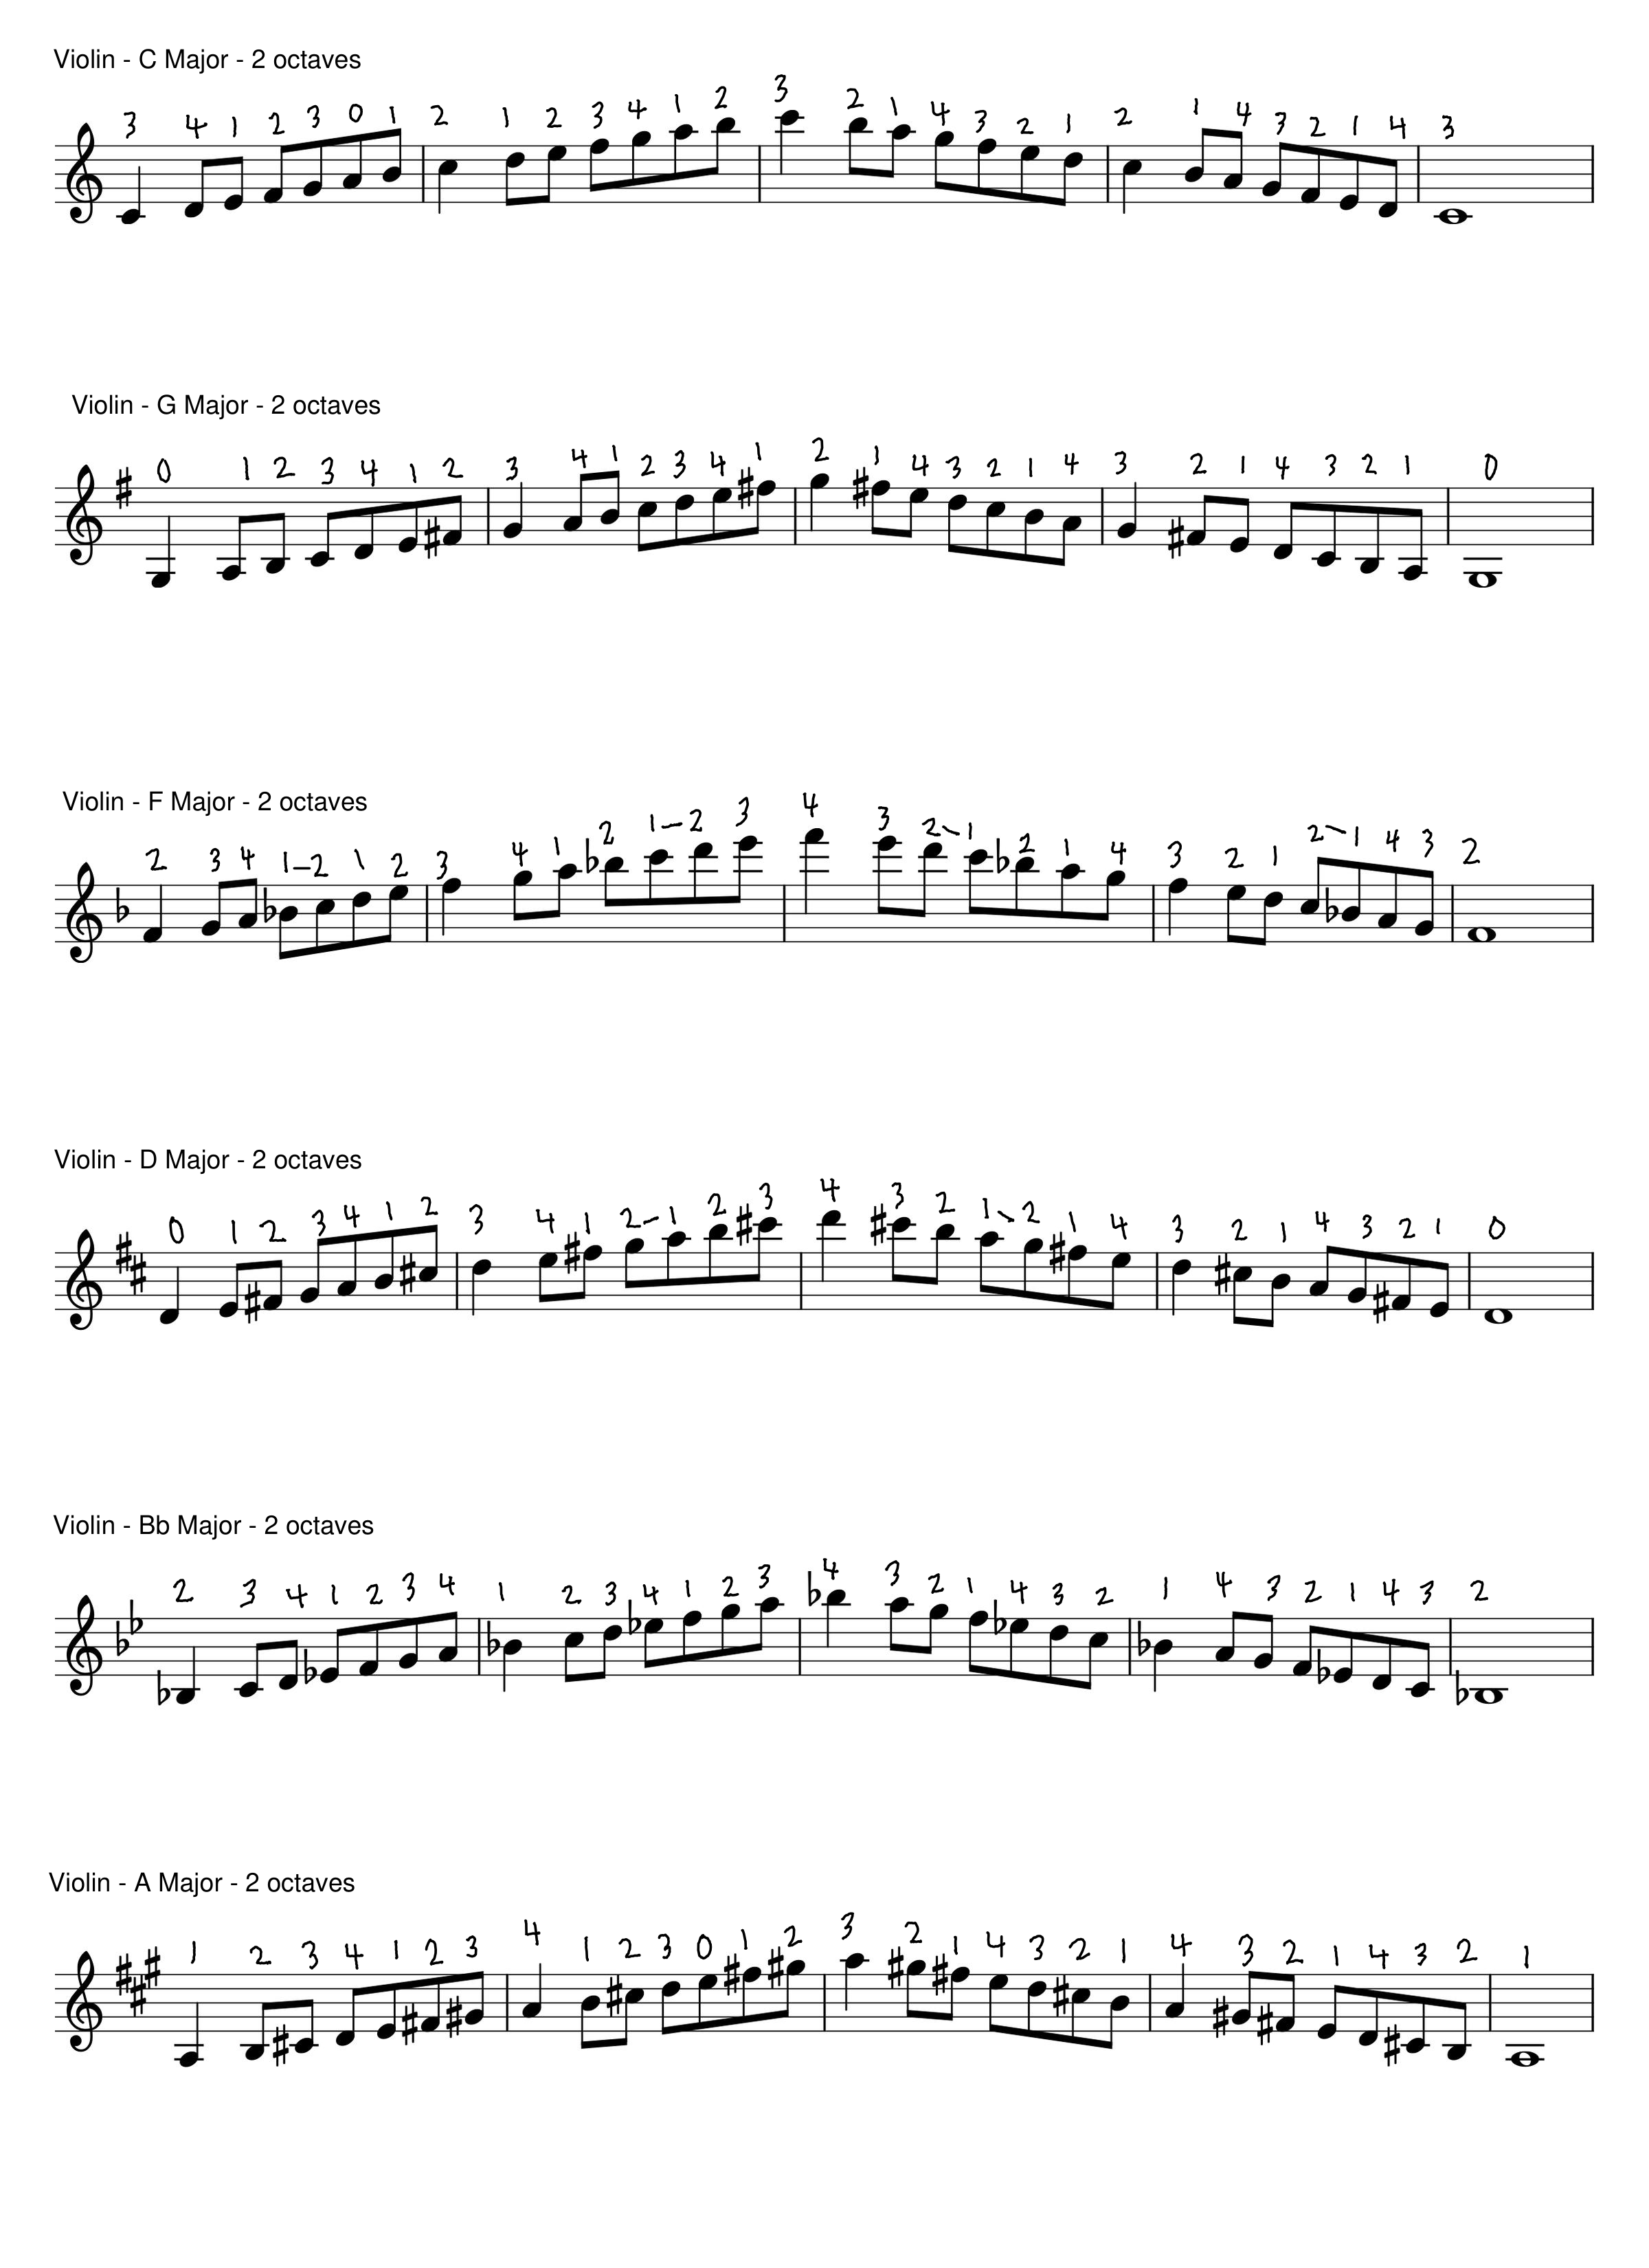 Violin - C Major - 2 octaves
3 4 1 2 3 0 1 2 1 2 3 4 1 2 3 2 1 4 3 2 1 2 1 4 3 2 1 4 3
Violin - G Major - 2 octaves
0 1 2 3 4 1 2 3 4 1 2 3 4 1 2 1 4 3 2 1 4 3 2 1 4 3 2 1 0
Violin - F Major - 2 octaves
2 3 4 1-2 1 2 3 4 1 2 1-2 3 4 3 2-1 2 1 4 3 2 1 2-1 4 3 2
Violin - D Major - 2 octaves
0 1 2 3 4 1 2 3 4 1 2-1 2 3 4 3 2 1-2 1 4 3 2 1 4 3 2 1 0
Violin - Bb Major - 2 octaves
2 3 4 1 2 3 4 1 2 3 4 1 2 3 4 3 2 1 4 3 2 1 4 3 2 1 4 3 2
Violin - A Major - 2 octaves
1 2 3 4 1 2 3 4 1 2 3 0 1 2 3 2 1 4 3 2 1 4 3 2 1 4 3 2 1